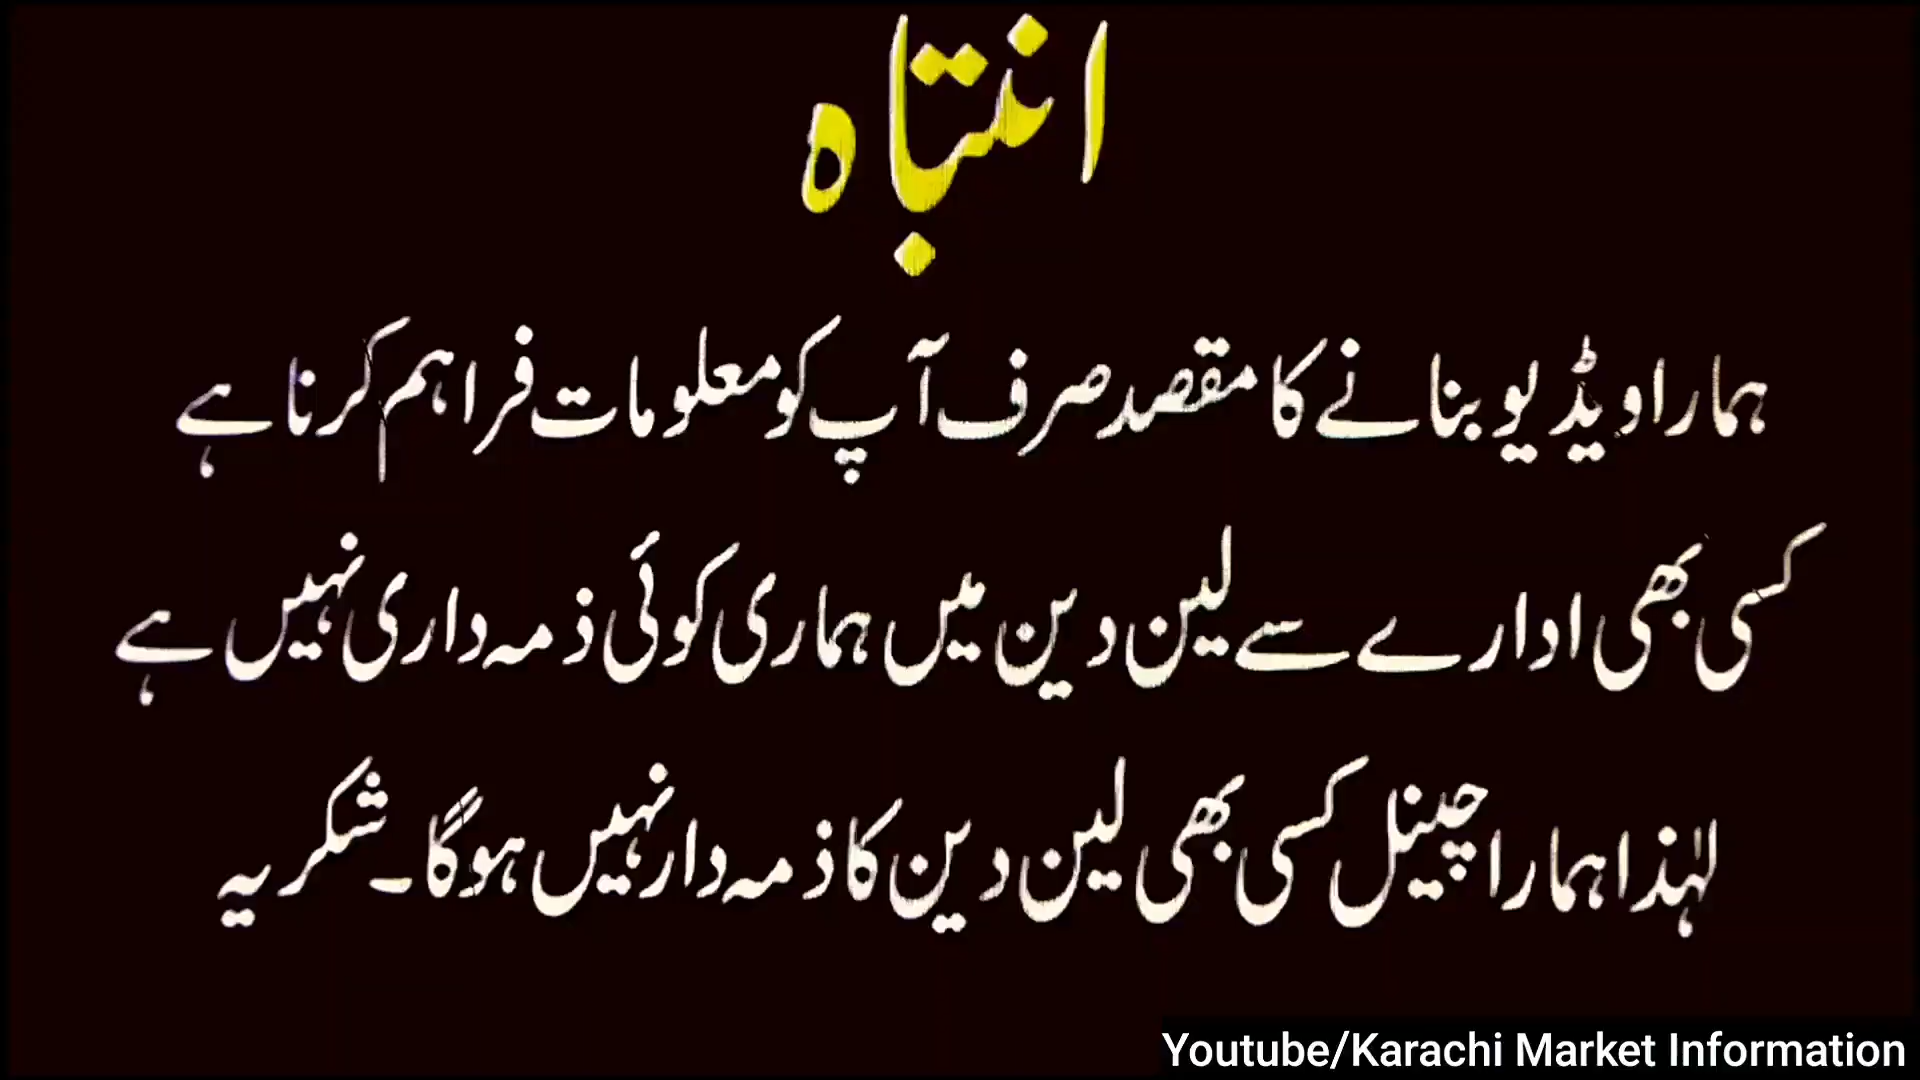 انتباہ
ہمارا ویڈیو بنانے کا مقصد صرف آپ کو معلومات فراہم کرنا ہے
کسی بھی ادارے سے لین دین میں ہماری کوئی ذمہ داری نہیں ہے
لہٰذا ہمارا چینل کسی بھی لین دین کا ذمہ دار نہیں ہوگا۔ شکریہ
Youtube/Karachi Market Information